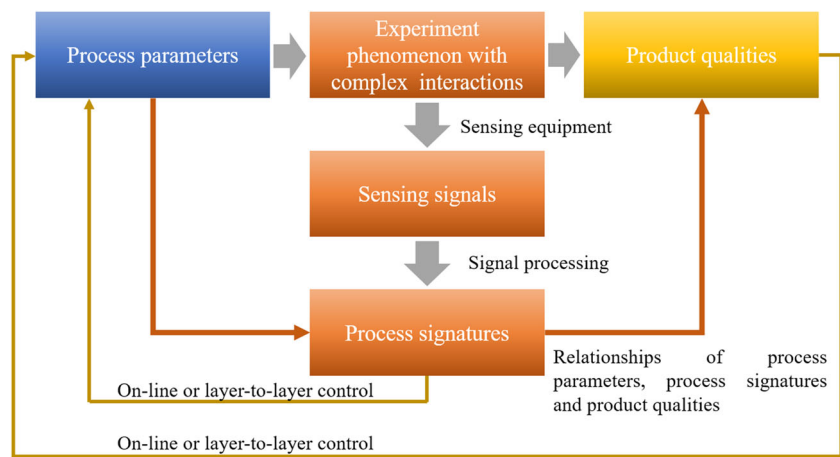 Process parameters
Experiment
phenomenon with
complex interactions
Product qualities
Sensing equipment
Sensing signals
Signal processing
Process signatures
Relationships of process
parameters, process signatures
and product qualities
On-line or layer-to-layer control
On-line or layer-to-layer control